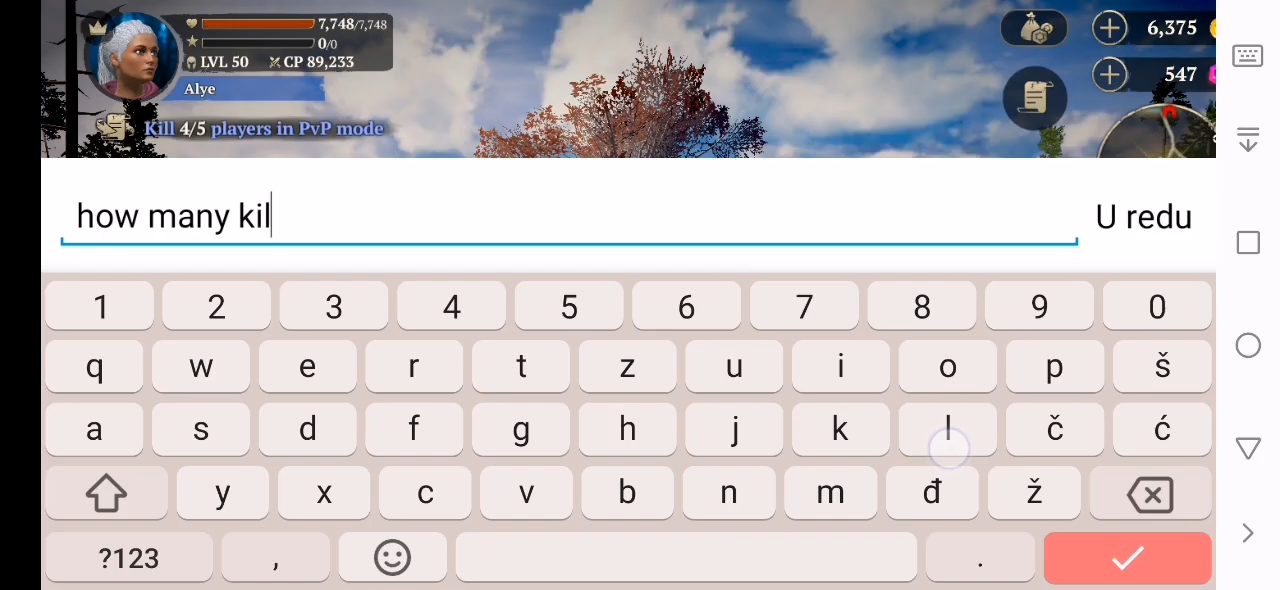 7,748/7,748
0/0
LVL 50 CP 89,233
Alye
Kill 4/5 players in PvP mode
6,375
547
how many kil
U redu
1 2 3 4 5 6 7 8 9 0
q w e r t z u i o p š
a s d f g h j k l č ć
y x c v b n m đ ž
?123 , .